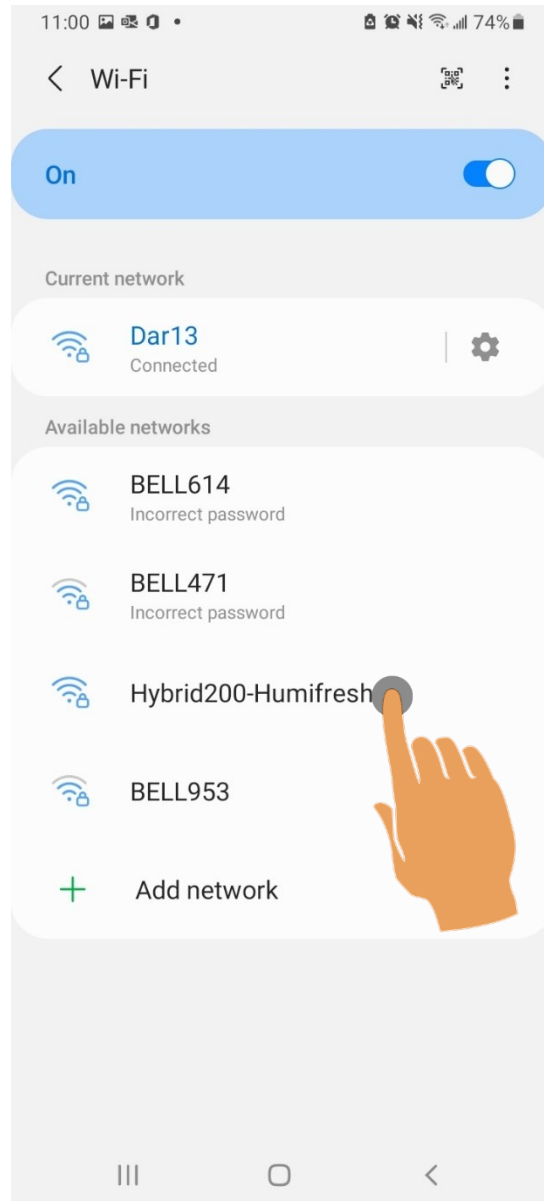 11:00 74%
Wi-Fi
On
Current network
Dar13
Connected
Available networks
BELL614
Incorrect password
BELL471
Incorrect password
Hybrid200-Humifresh
BELL953
Add network